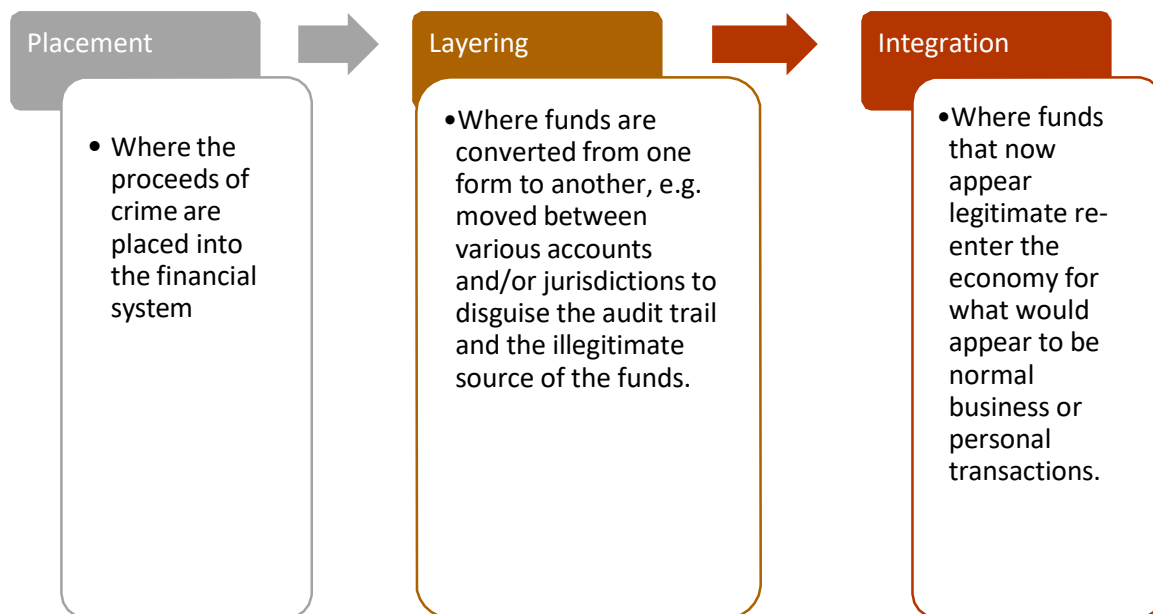 Placement
• Where the
proceeds of
crime are
placed into
the financial
system
Layering
•Where funds are
converted from one
form to another, e.g.
moved between
various accounts
and/or jurisdictions to
disguise the audit trail
and the illegitimate
source of the funds.
Integration
•Where funds
that now
appear
legitimate re-
enter the
economy for
what would
appear to be
normal
business or
personal
transactions.